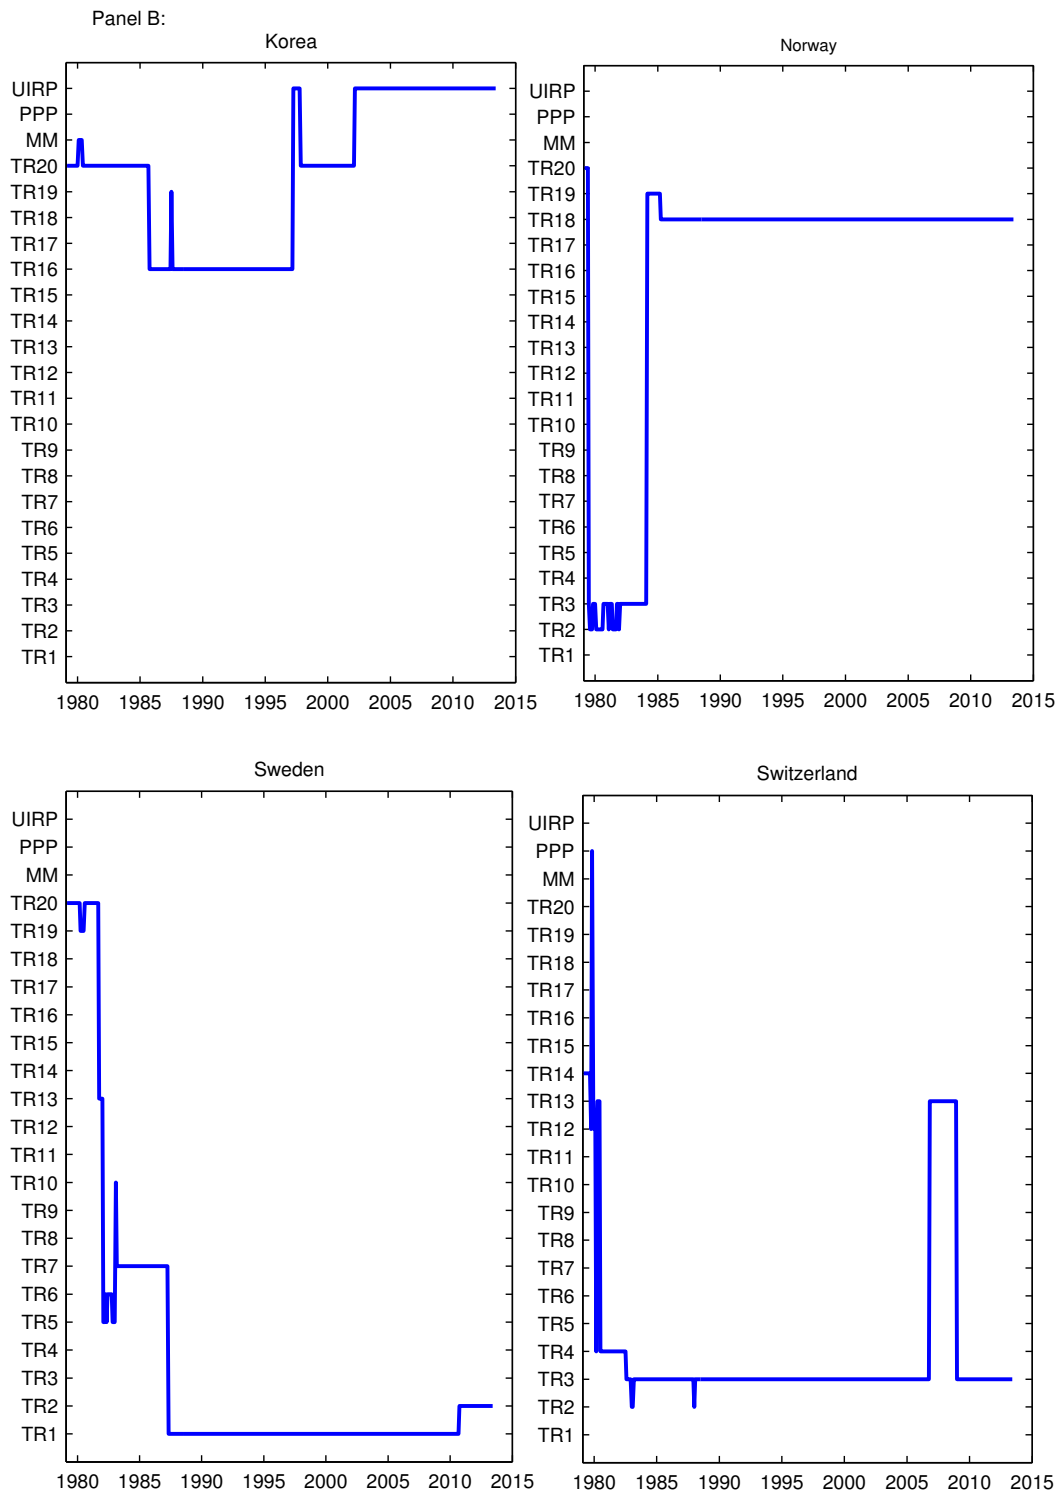 Panel B:
Korea
UIRP
PPP
MM
TR20
TR19
TR18
TR17
TR16
TR15
TR14
TR13
TR12
TR11
TR10
TR9
TR8
TR7
TR6
TR5
TR4
TR3
TR2
TR1
1980 1985 1990 1995 2000 2005 2010 2015
Norway
UIRP
PPP
MM
TR20
TR19
TR18
TR17
TR16
TR15
TR14
TR13
TR12
TR11
TR10
TR9
TR8
TR7
TR6
TR5
TR4
TR3
TR2
TR1
1980 1985 1990 1995 2000 2005 2010 2015
Sweden
UIRP
PPP
MM
TR20
TR19
TR18
TR17
TR16
TR15
TR14
TR13
TR12
TR11
TR10
TR9
TR8
TR7
TR6
TR5
TR4
TR3
TR2
TR1
1980 1985 1990 1995 2000 2005 2010 2015
Switzerland
UIRP
PPP
MM
TR20
TR19
TR18
TR17
TR16
TR15
TR14
TR13
TR12
TR11
TR10
TR9
TR8
TR7
TR6
TR5
TR4
TR3
TR2
TR1
1980 1985 1990 1995 2000 2005 2010 2015